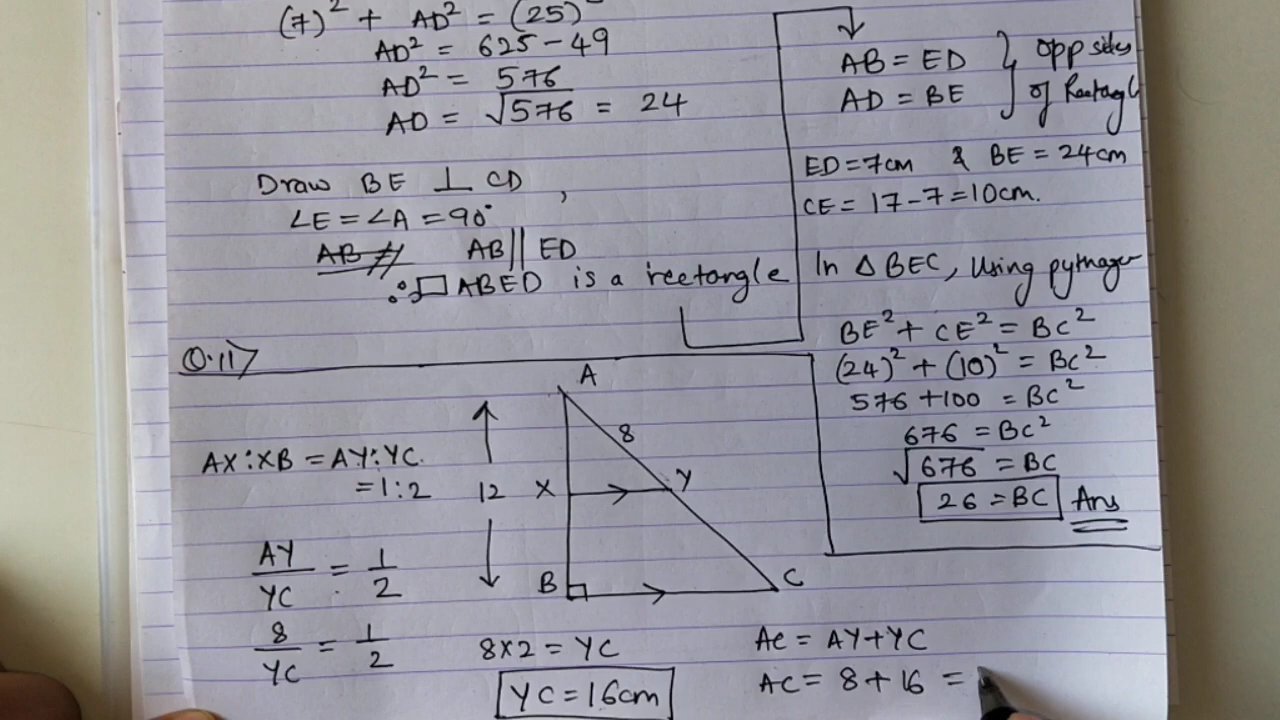 (7)² + AD² = (25)²
AD² = 625 - 49
AD² = 576
AD = √576 = 24
Draw BE ⊥ CD ,
∠E = ∠A = 90°
AB // AB || ED
∴ □ ABED is a rectangle
AB = ED } opp sides
AD = BE } of Rectangle
ED = 7cm & BE = 24cm
CE = 17 - 7 = 10cm.
In △ BEC, Using pythagor
BE² + CE² = BC²
(24)² + (10)² = BC²
576 + 100 = BC²
676 = BC²
√676 = BC
26 = BC Ans
Q.11>
A
8
AX : XB = AY : YC.
= 1 : 2
12 X Y
B C
AY/YC = 1/2
8/YC = 1/2
8 × 2 = YC
YC = 16cm
AC = AY + YC
AC = 8 + 16 =